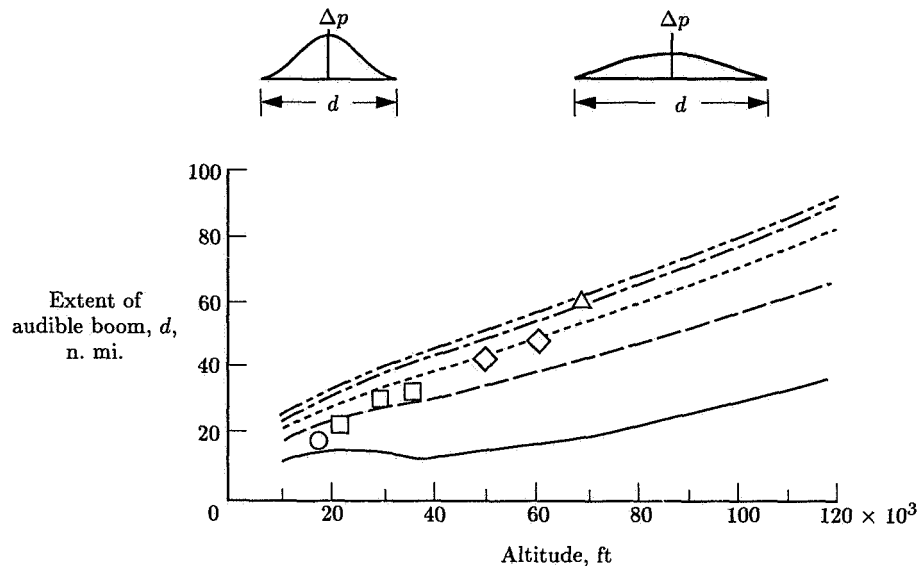 Δp
Δp
d
d
100
80
60
40
20
0
Extent of
audible boom, d,
n. mi.
20
40
60
80
100
120 × 10³
Altitude, ft